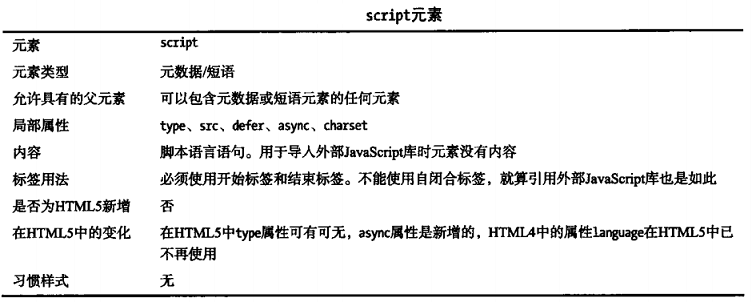 script元素
元素 script
元素类型 元数据/短语
允许具有的父元素 可以包含元数据或短语元素的任何元素
局部属性 type、src、defer、async、charset
内容 脚本语言语句。用于导人外部JavaScript库时元素没有内容
标签用法 必须使用开始标签和结束标签。不能使用自闭合标签，就算引用外部JavaScript库也是如此
是否为HTML5新增 否
在HTML5中的变化 在HTML5中type属性可有可无，async属性是新增的，HTML4中的属性language在HTML5中已
不再使用
习惯样式 无